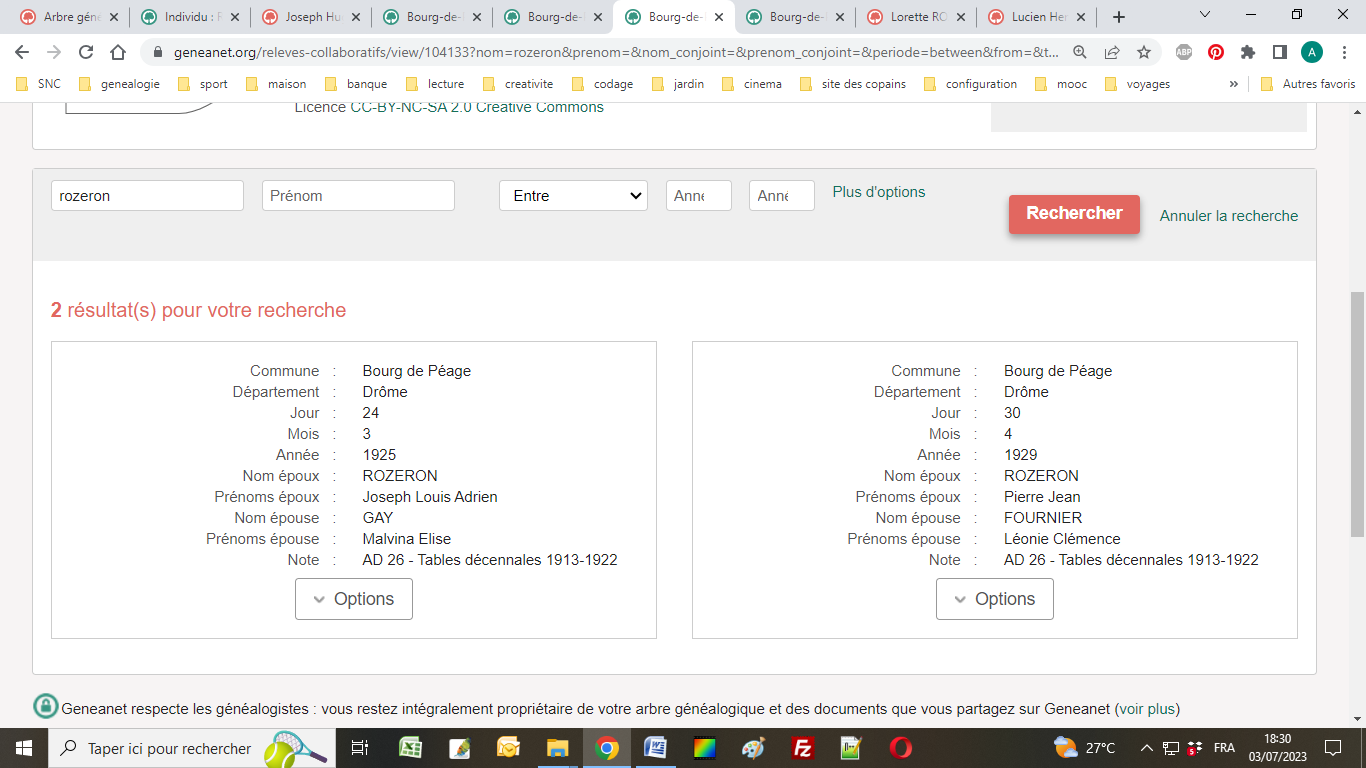 Arbre géné
Individu : R
Joseph Hu
Bourg-de-
Bourg-de-
Bourg-de-
Bourg-de-
Lorette RO
Lucien Her
geneanet.org/releves-collaboratifs/view/104133?nom=rozeron&prenom=&nom_conjoint=&prenom_conjoint=&periode=between&from=&t...
ABP
A
SNC
genealogie
sport
maison
banque
lecture
creativite
codage
jardin
cinema
site des copains
configuration
mooc
voyages
»
Autres favoris
Licence CC-BY-NC-SA 2.0 Creative Commons
rozeron
Prénom
Entre
Anné
Anné
Plus d'options
Rechercher
Annuler la recherche
2 résultat(s) pour votre recherche
Commune : Bourg de Péage
Département : Drôme
Jour : 24
Mois : 3
Année : 1925
Nom époux : ROZERON
Prénoms époux : Joseph Louis Adrien
Nom épouse : GAY
Prénoms épouse : Malvina Elise
Note : AD 26 - Tables décennales 1913-1922
Options
Commune : Bourg de Péage
Département : Drôme
Jour : 30
Mois : 4
Année : 1929
Nom époux : ROZERON
Prénoms époux : Pierre Jean
Nom épouse : FOURNIER
Prénoms épouse : Léonie Clémence
Note : AD 26 - Tables décennales 1913-1922
Options
Geneanet respecte les généalogistes : vous restez intégralement propriétaire de votre arbre généalogique et des documents que vous partagez sur Geneanet (voir plus)
Taper ici pour rechercher
27°C
FRA
18:30
03/07/2023